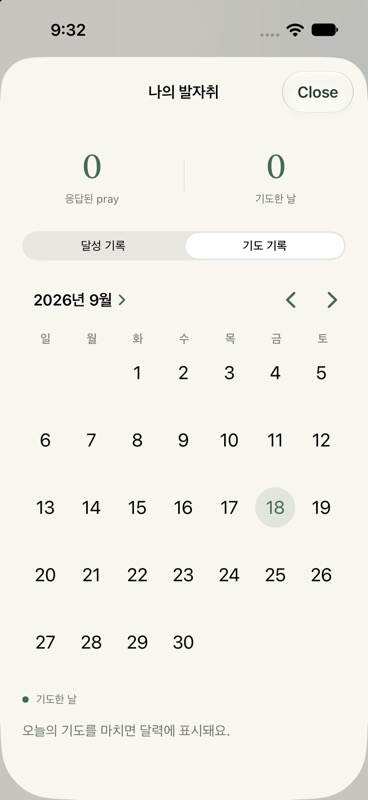 9:32
나의 발자취
Close
0 0
응답된 pray 기도한 날
달성 기록 기도 기록
2026년 9월
일 월 화 수 목 금 토
1 2 3 4 5
6 7 8 9 10 11 12
13 14 15 16 17 18 19
20 21 22 23 24 25 26
27 28 29 30
기도한 날
오늘의 기도를 마치면 달력에 표시돼요.